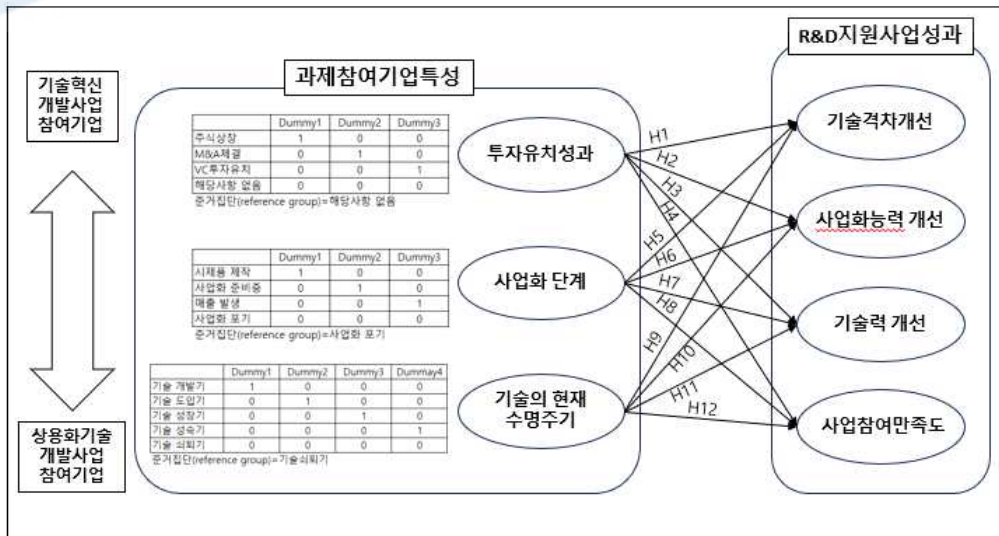 R&D지원사업성과
과제참여기업특성
기술혁신
개발사업
참여기업
상용화기술
개발사업
참여기업
Dummy1 Dummy2 Dummy3
주식상장 1 0 0
M&A체결 0 1 0
VC투자유치 0 0 1
해당사항 없음 0 0 0
준거집단(reference group)=해당사항 없음
투자유치성과
Dummy1 Dummy2 Dummy3
시제품 제작 1 0 0
사업화 준비중 0 1 0
매출 발생 0 0 1
사업화 포기 0 0 0
준거집단(reference group)=사업화 포기
사업화 단계
Dummy1 Dummy2 Dummy3 Dummay4
기술 개발기 1 0 0 0
기술 도입기 0 1 0 0
기술 성장기 0 0 1 0
기술 성숙기 0 0 0 1
기술 쇠퇴기 0 0 0 0
준거집단(reference group)=기술쇠퇴기
기술의 현재
수명주기
H1
H2
H3
H4
H5
H6
H7
H8
H9
H10
H11
H12
기술격차개선
사업화능력 개선
기술력 개선
사업참여만족도